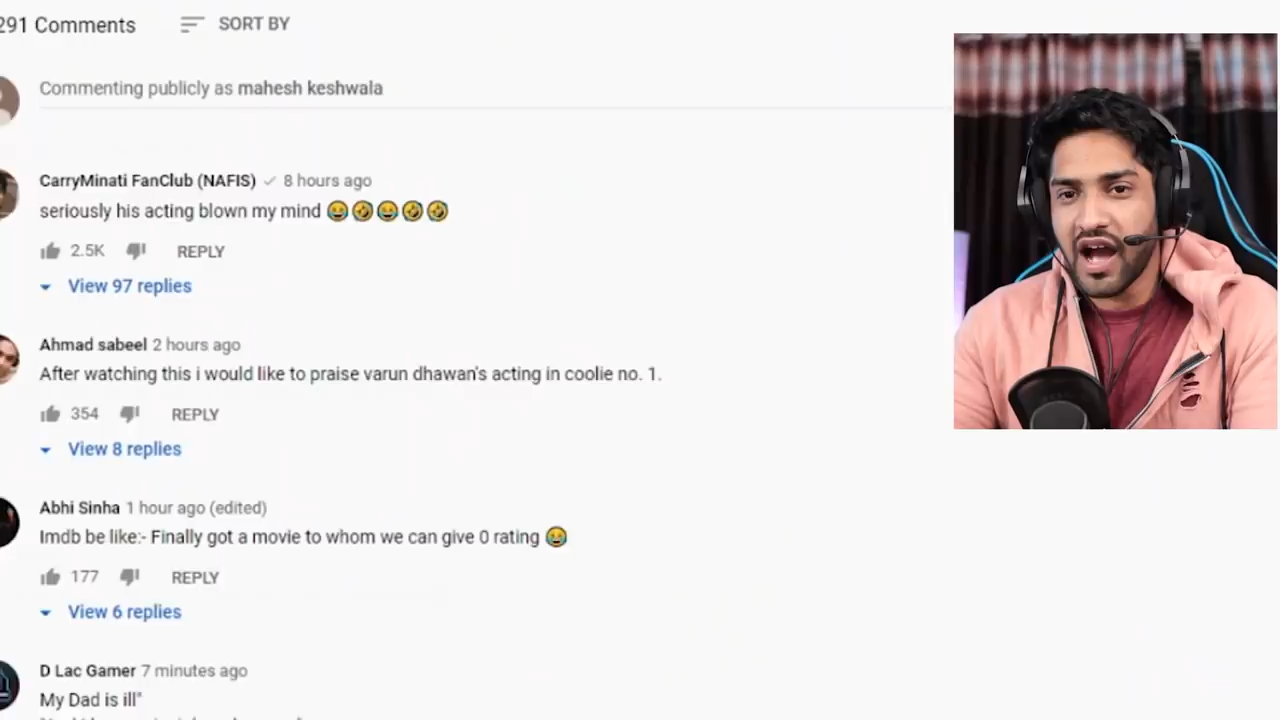 291 Comments
SORT BY
Commenting publicly as mahesh keshwala
CarryMinati FanClub (NAFIS) 8 hours ago
seriously his acting blown my mind 😂🤣😂🤣🤣
2.5K REPLY
View 97 replies
Ahmad sabeel 2 hours ago
After watching this i would like to praise varun dhawan's acting in coolie no. 1.
354 REPLY
View 8 replies
Abhi Sinha 1 hour ago (edited)
Imdb be like:- Finally got a movie to whom we can give 0 rating 😂
177 REPLY
View 6 replies
D Lac Gamer 7 minutes ago
My Dad is ill"